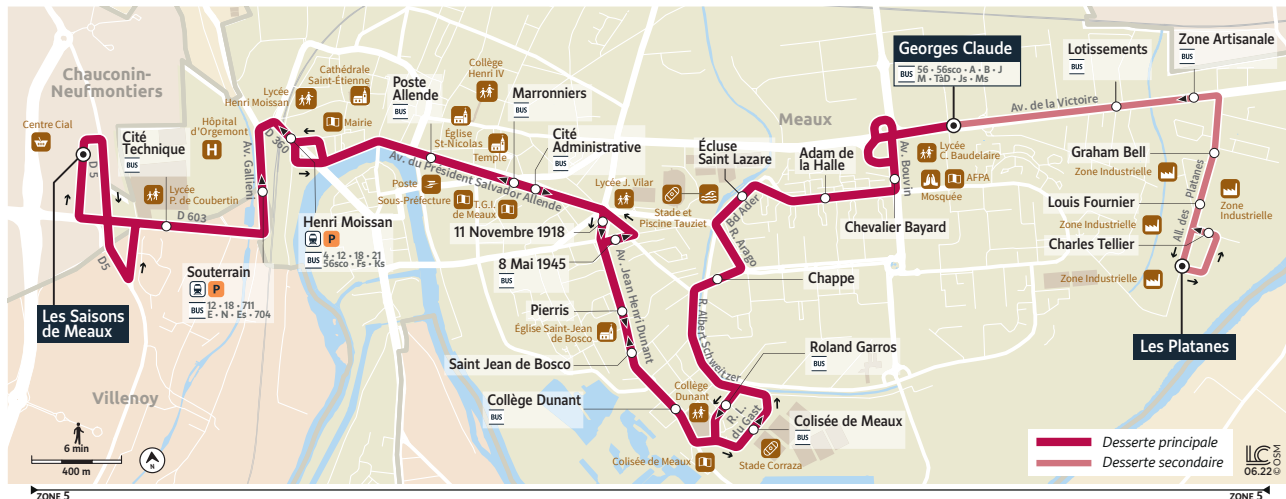 Chauconin-
Neufmontiers
Centre Cial
Cité
Technique
BUS
D 5
Lycée
P. de Coubertin
D 603
D5
Les Saisons
de Meaux
Villenoy
6 min
400 m
N
ZONE 5
Hôpital
d'Orgemont
H
Av. Gallieni
Lycée
Henri Moissan
D 360
Cathédrale
Saint-Étienne
Mairie
Souterrain
P
BUS
12 • 18 • 711
E • N • Es • 704
Henri Moissan
P
BUS
4 • 12 • 18 • 21
56sco • Fs • Ks
Poste
Allende
BUS
Collège
Henri IV
Église
St-Nicolas
Temple
Marronniers
BUS
Cité
Administrative
BUS
Av. du Président Salvador Allende
Poste
Sous-Préfecture
T.G.I.
de Meaux
Lycée J. Vilar
11 Novembre 1918
8 Mai 1945
BUS
Av. Jean Henri Dunant
Pierris
Église Saint-Jean
de Bosco
Saint Jean de Bosco
Collège Dunant
BUS
Collège
Dunant
Colisée de Meaux
R. L.
du Gast
Roland Garros
BUS
Colisée de Meaux
BUS
Stade Corraza
R. Albert Schweitzer
Chappe
R. Arago
Bd Ader
Stade et
Piscine Tauziet
Écluse
Saint Lazare
BUS
Meaux
Adam de
la Halle
Av. Bouvin
Chevalier Bayard
Georges Claude
BUS
56 • 56sco • A • B • J
M • TàD • Js • Ms
Lycée
C. Baudelaire
AFPA
Mosquée
Av. de la Victoire
Lotissements
BUS
Zone Artisanale
BUS
Graham Bell
Zone Industrielle
Zone
Industrielle
Louis Fournier
Zone Industrielle
Charles Tellier
All. des Platanes
Zone Industrielle
Les Platanes
Desserte principale
Desserte secondaire
LC
06.22
© OSM
ZONE 5